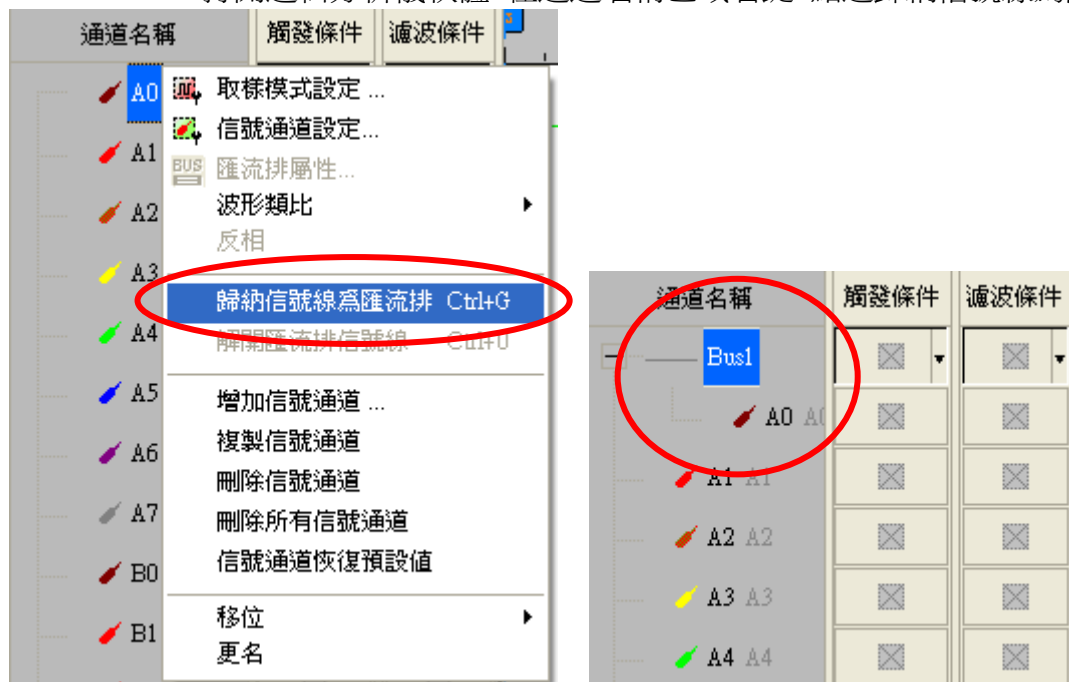 通道名稱 觸發條件 濾波條件
A0
A1
A2
A3
A4
A5
A6
A7
B0
B1
取樣模式設定 ...
信號通道設定...
BUS 匯流排屬性...
波形類比
反相
歸納信號線爲匯流排 Ctrl+G
解開匯流排信號線 Ctrl+U
增加信號通道 ...
複製信號通道
刪除信號通道
刪除所有信號通道
信號通道恢復預設值
移位
更名
通道名稱 觸發條件 濾波條件
Bus1
A0
A1 A1
A2 A2
A3 A3
A4 A4